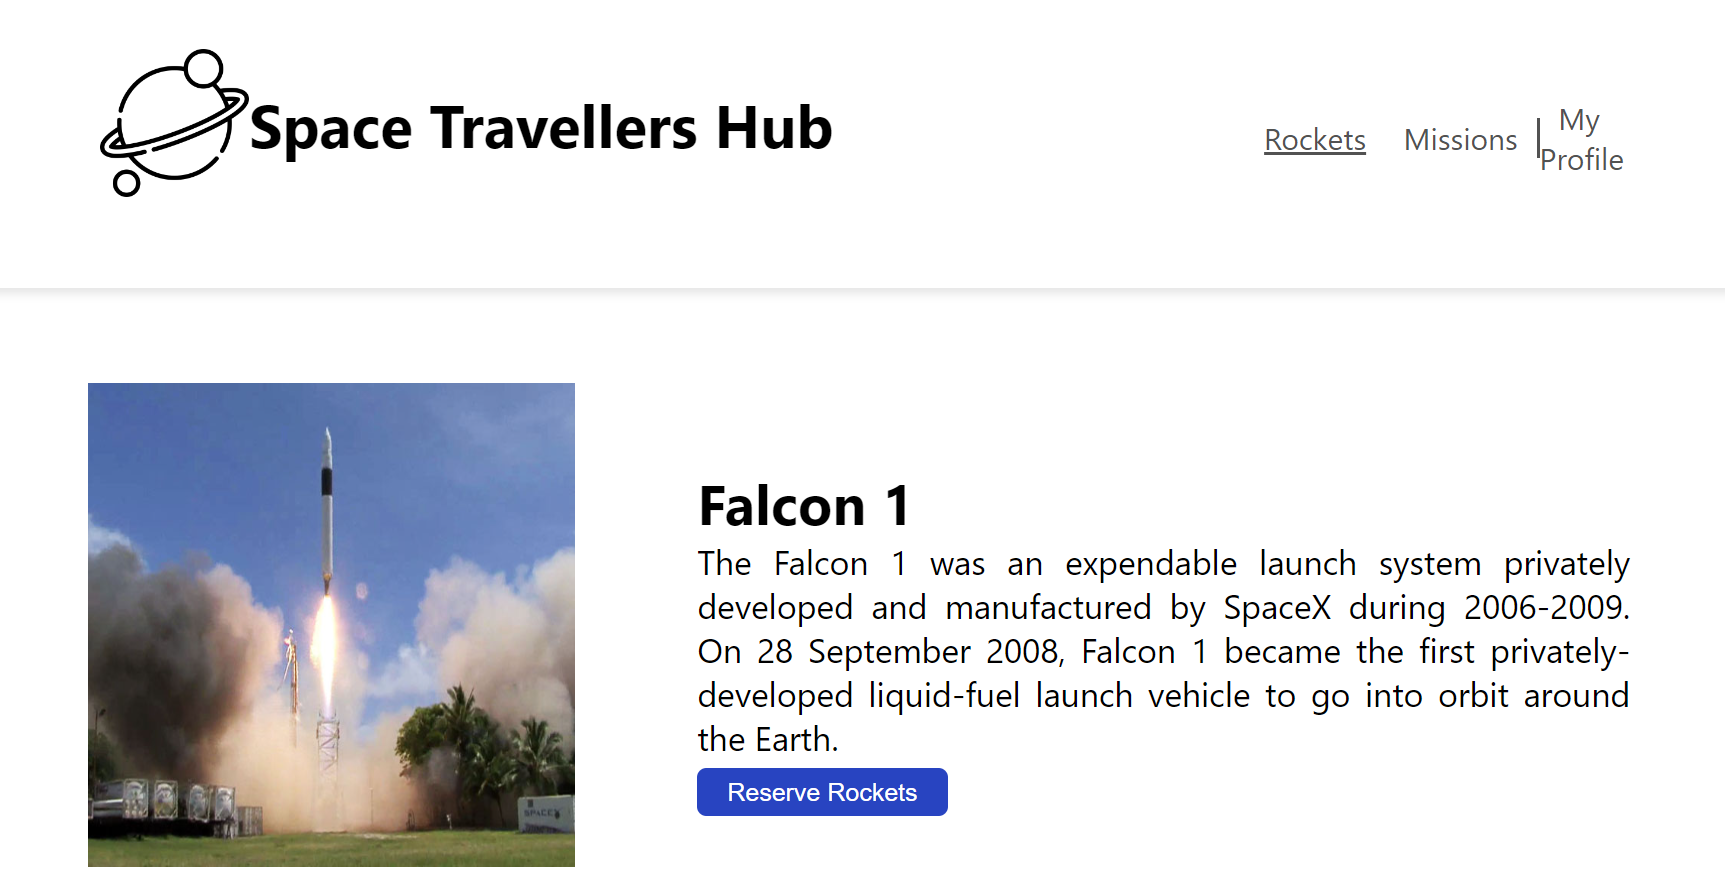 Space Travellers Hub
Rockets
Missions
My
Profile
Falcon 1
The Falcon 1 was an expendable launch system privately
developed and manufactured by SpaceX during 2006-2009.
On 28 September 2008, Falcon 1 became the first privately-
developed liquid-fuel launch vehicle to go into orbit around
the Earth.
Reserve Rockets
SPACEX